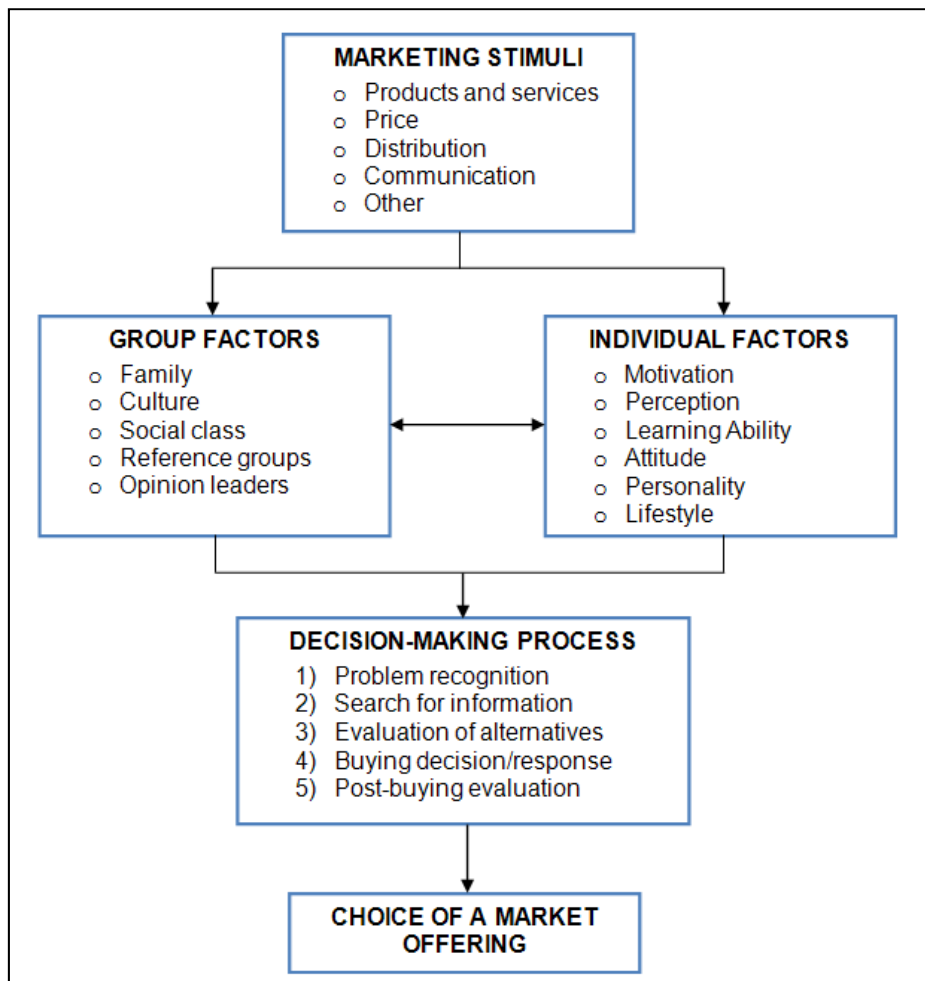 MARKETING STIMULI
o Products and services
o Price
o Distribution
o Communication
o Other
GROUP FACTORS
o Family
o Culture
o Social class
o Reference groups
o Opinion leaders
INDIVIDUAL FACTORS
o Motivation
o Perception
o Learning Ability
o Attitude
o Personality
o Lifestyle
DECISION-MAKING PROCESS
1) Problem recognition
2) Search for information
3) Evaluation of alternatives
4) Buying decision/response
5) Post-buying evaluation
CHOICE OF A MARKET
OFFERING